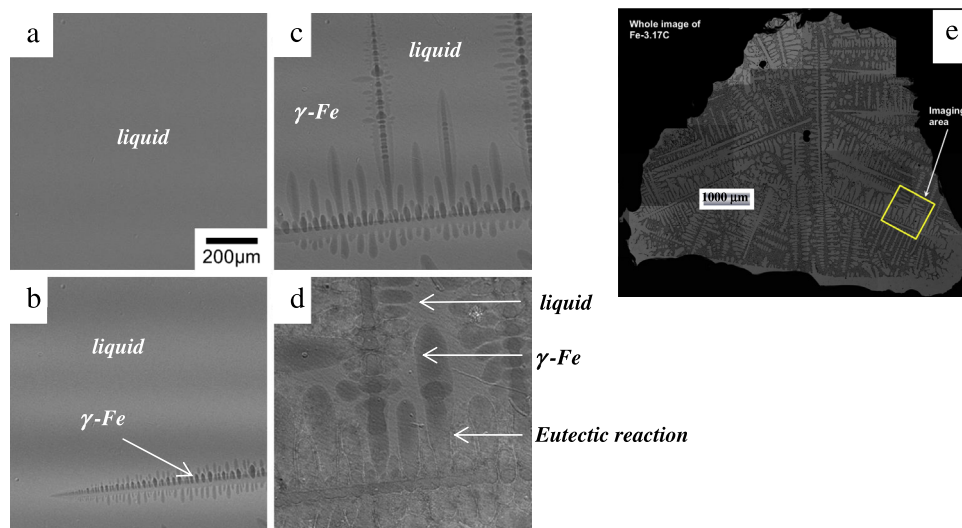 a
liquid
200μm
b
liquid
γ-Fe
c
liquid
γ-Fe
d
liquid
γ-Fe
Eutectic reaction
e
Whole image of
Fe-3.17C
Imaging
area
1000 μm